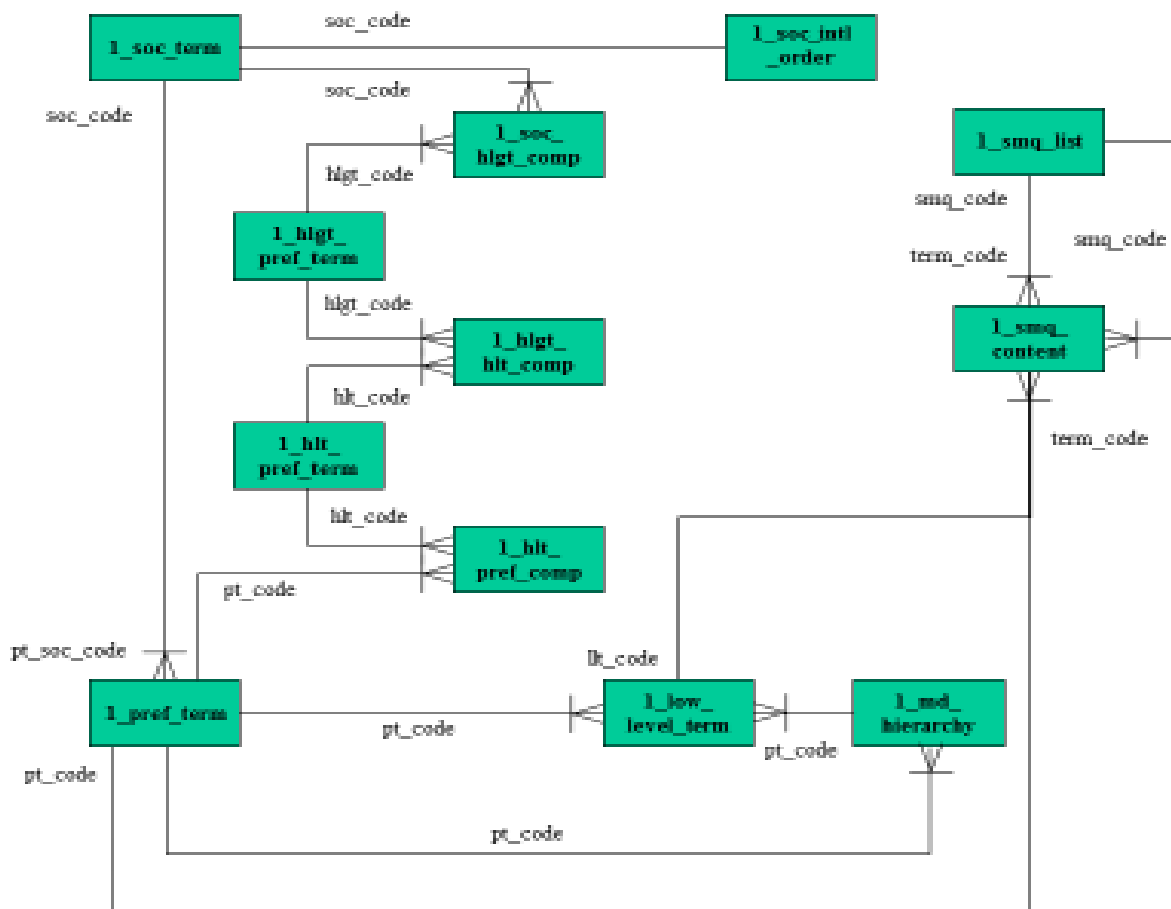 soc_code
1_soc_term
1_soc_intl
_order
soc_code
soc_code
1_soc_
hlgt_comp
1_smq_list
hlgt_code
smq_code
1_hlgt_
pref_term
smq_code
term_code
hlgt_code
1_hlgt_
hlt_comp
1_smq_
content
hlt_code
1_hlt_
pref_term
term_code
hlt_code
1_hlt_
pref_comp
pt_code
pt_soc_code
llt_code
1_pref_term
1_low_
level_term
1_md_
hierarchy
pt_code
pt_code
pt_code
pt_code